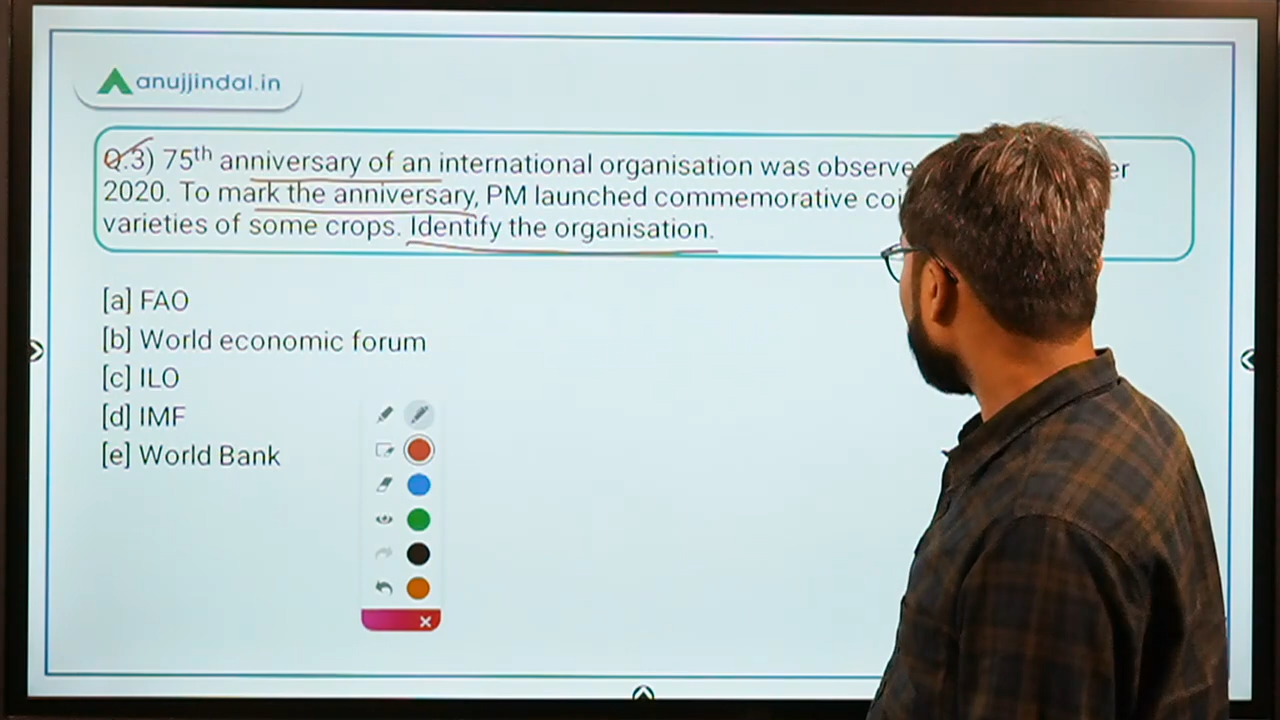 anujjindal.in
Q.3) 75th anniversary of an international organisation was observe er
2020. To mark the anniversary, PM launched commemorative coi
varieties of some crops. Identify the organisation.
[a] FAO
[b] World economic forum
[c] ILO
[d] IMF
[e] World Bank